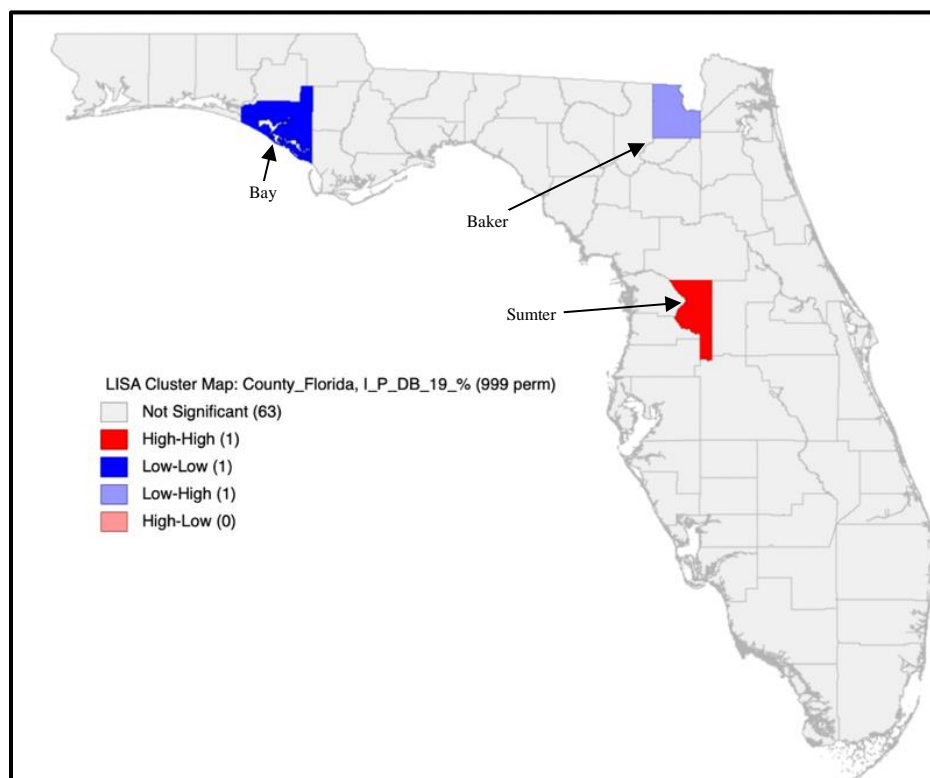 Bay
Baker
Sumter
LISA Cluster Map: County_Florida, I_P_DB_19_% (999 perm)
Not Significant (63)
High-High (1)
Low-Low (1)
Low-High (1)
High-Low (0)